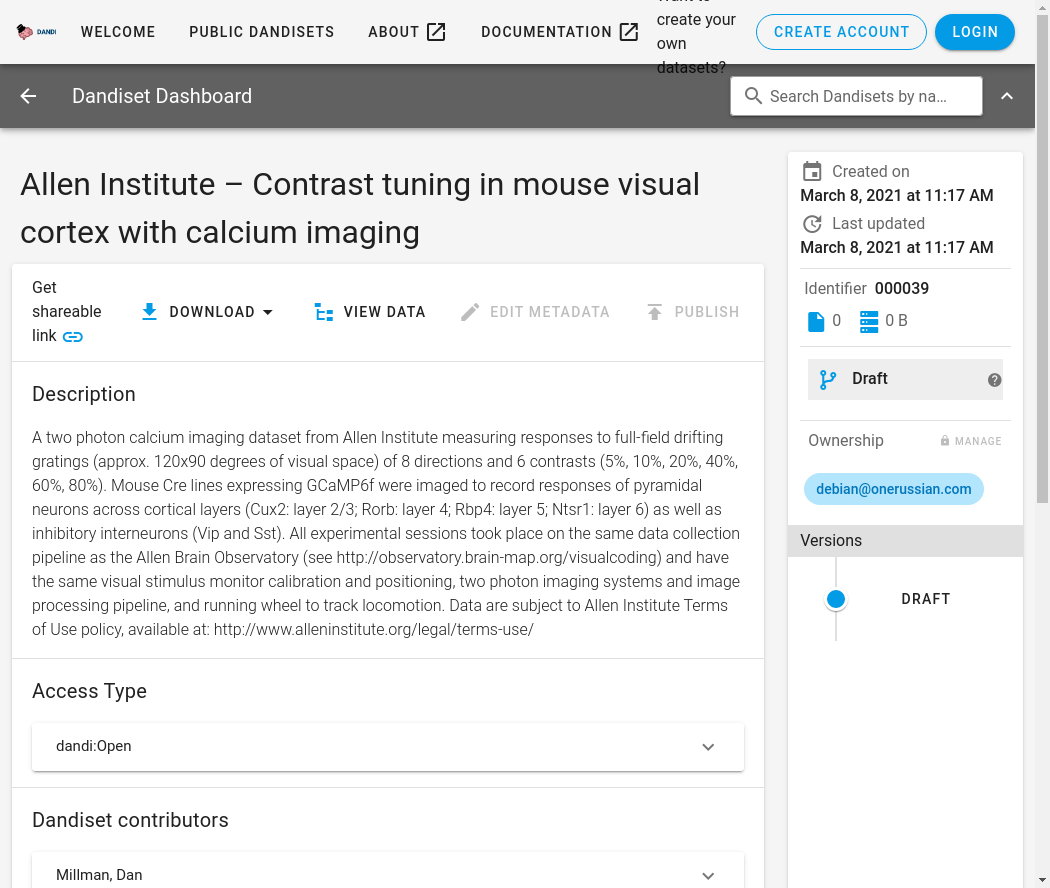 DANDI
WELCOME
PUBLIC DANDISETS
ABOUT
DOCUMENTATION
create your
own
datasets?
CREATE ACCOUNT
LOGIN
Dandiset Dashboard
Search Dandisets by na…
Allen Institute – Contrast tuning in mouse visual
cortex with calcium imaging
Get
shareable
link
DOWNLOAD
VIEW DATA
EDIT METADATA
PUBLISH
Description
A two photon calcium imaging dataset from Allen Institute measuring responses to full-field drifting
gratings (approx. 120x90 degrees of visual space) of 8 directions and 6 contrasts (5%, 10%, 20%, 40%,
60%, 80%). Mouse Cre lines expressing GCaMP6f were imaged to record responses of pyramidal
neurons across cortical layers (Cux2: layer 2/3; Rorb: layer 4; Rbp4: layer 5; Ntsr1: layer 6) as well as
inhibitory interneurons (Vip and Sst). All experimental sessions took place on the same data collection
pipeline as the Allen Brain Observatory (see http://observatory.brain-map.org/visualcoding) and have
the same visual stimulus monitor calibration and positioning, two photon imaging systems and image
processing pipeline, and running wheel to track locomotion. Data are subject to Allen Institute Terms
of Use policy, available at: http://www.alleninstitute.org/legal/terms-use/
Access Type
dandi:Open
Dandiset contributors
Millman, Dan
Created on
March 8, 2021 at 11:17 AM
Last updated
March 8, 2021 at 11:17 AM
Identifier 000039
0 0 B
Draft
Ownership
MANAGE
debian@onerussian.com
Versions
DRAFT